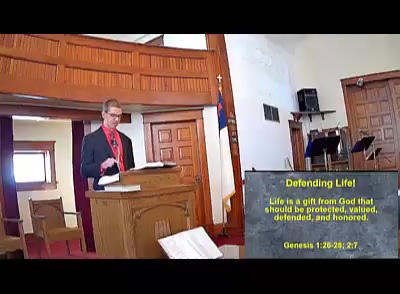 Defending Life!
Life is a gift from God that
should be protected, valued,
defended, and honored.
Genesis 1:26-28; 2:7